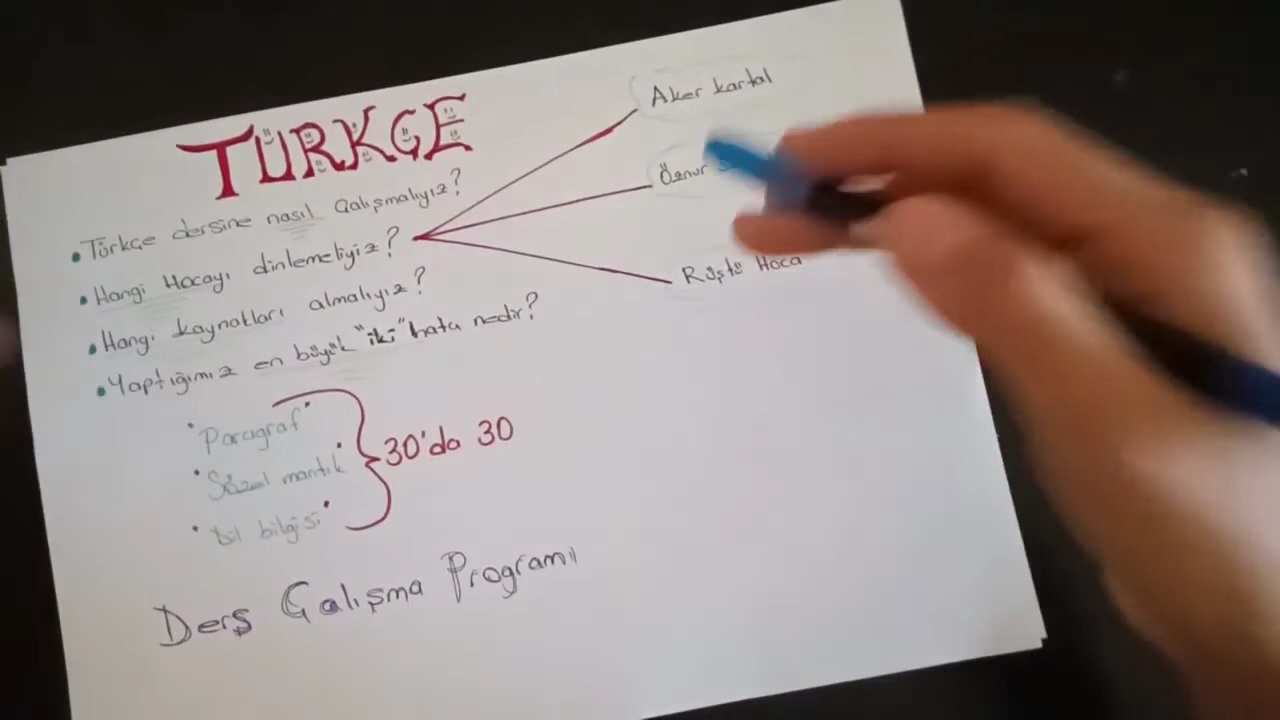 TÜRKÇE
• Türkçe dersine nasıl Çalışmalıyız?
• Hangi Hocayı dinlemeliyiz?
• Hangi kaynakları almalıyız?
• Yaptığımız en büyük "iki" hata nedir?
"Paragraf"
"Sözel mantık"
"Dil bilgisi"
30'da 30
Ders Çalışma Programı
Aker kartal
Öznur
Rüştü Hoca